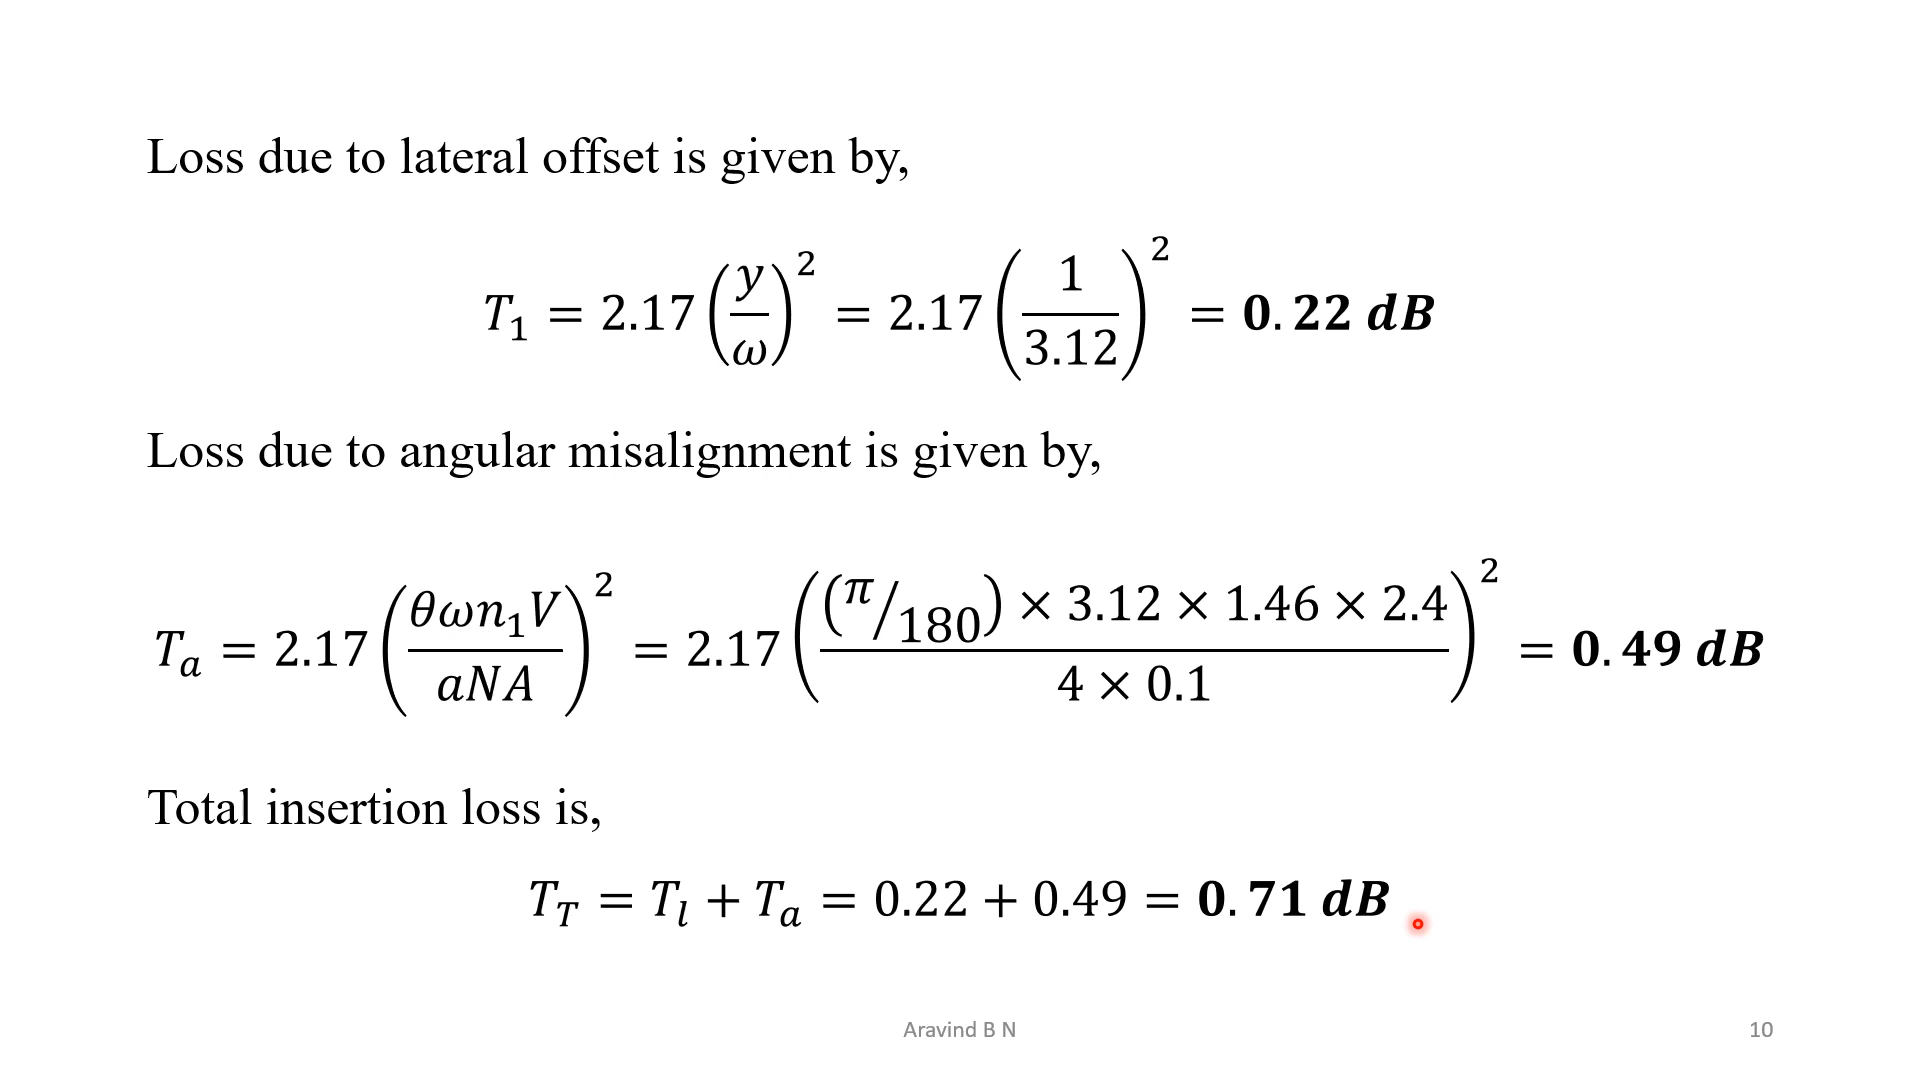 Loss due to lateral offset is given by,
T₁ = 2.17 (y/ω)² = 2.17 (1/3.12)² = 0.22 dB
Loss due to angular misalignment is given by,
Tₐ = 2.17 (θωn₁V/aNA)² = 2.17 ((π/180) × 3.12 × 1.46 × 2.4/4 × 0.1)² = 0.49 dB
Total insertion loss is,
T_T = T_l + Tₐ = 0.22 + 0.49 = 0.71 dB
Aravind B N
10